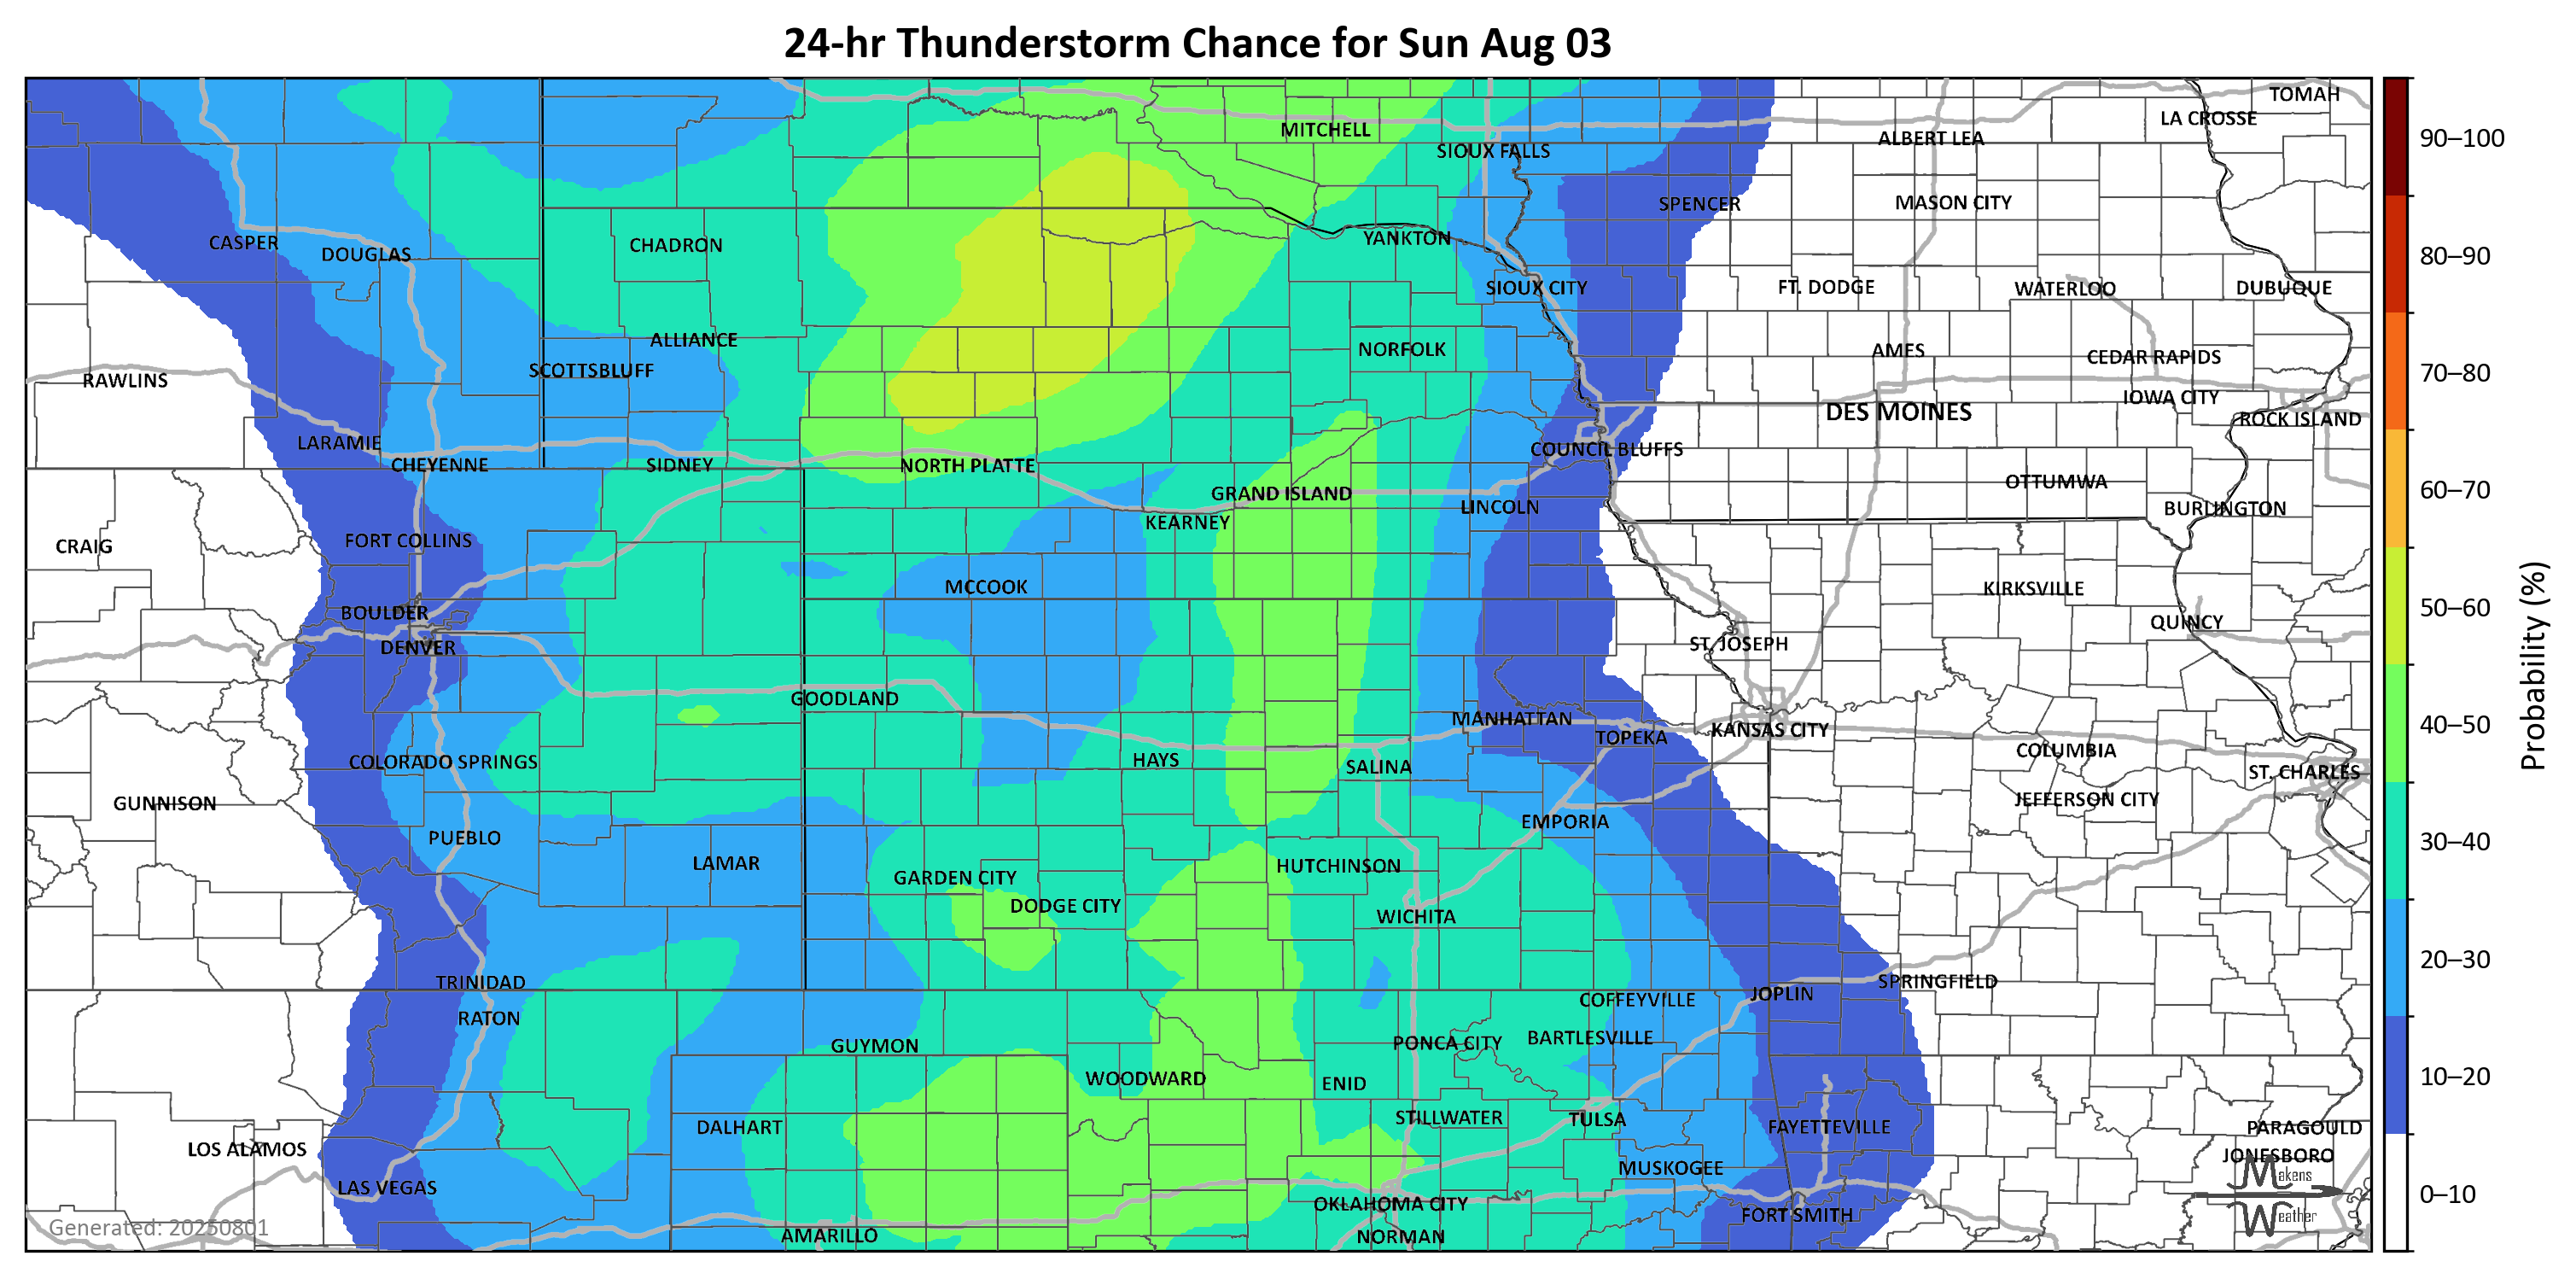 24-hr Thunderstorm Chance for Sun Aug 03
TOMAH
LA CROSSE
MITCHELL
ALBERT LEA
SIOUX FALLS
SPENCER
MASON CITY
CASPER
DOUGLAS
CHADRON
YANKTON
SIOUX CITY
FT. DODGE
WATERLOO
DUBUQUE
ALLIANCE
NORFOLK
AMES
CEDAR RAPIDS
SCOTTSBLUFF
RAWLINS
IOWA CITY
DES MOINES
ROCK ISLAND
LARAMIE
COUNCIL BLUFFS
CHEYENNE
SIDNEY
NORTH PLATTE
OTTUMWA
GRAND ISLAND
LINCOLN
BURLINGTON
KEARNEY
CRAIG
FORT COLLINS
MCCOOK
KIRKSVILLE
BOULDER
QUINCY
DENVER
ST. JOSEPH
GOODLAND
MANHATTAN
TOPEKA
KANSAS CITY
COLUMBIA
COLORADO SPRINGS
HAYS
SALINA
ST. CHARLES
GUNNISON
JEFFERSON CITY
EMPORIA
PUEBLO
LAMAR
HUTCHINSON
GARDEN CITY
DODGE CITY
WICHITA
TRINIDAD
SPRINGFIELD
JOPLIN
COFFEYVILLE
RATON
BARTLESVILLE
PONCA CITY
GUYMON
WOODWARD
ENID
STILLWATER
TULSA
DALHART
FAYETTEVILLE
PARAGOULD
LOS ALAMOS
JONESBORO
MUSKOGEE
LAS VEGAS
OKLAHOMA CITY
FORT SMITH
AMARILLO
NORMAN
Generated: 20250801
Makens
Weather
90–100
80–90
70–80
60–70
50–60
40–50
30–40
20–30
10–20
0–10
Probability (%)